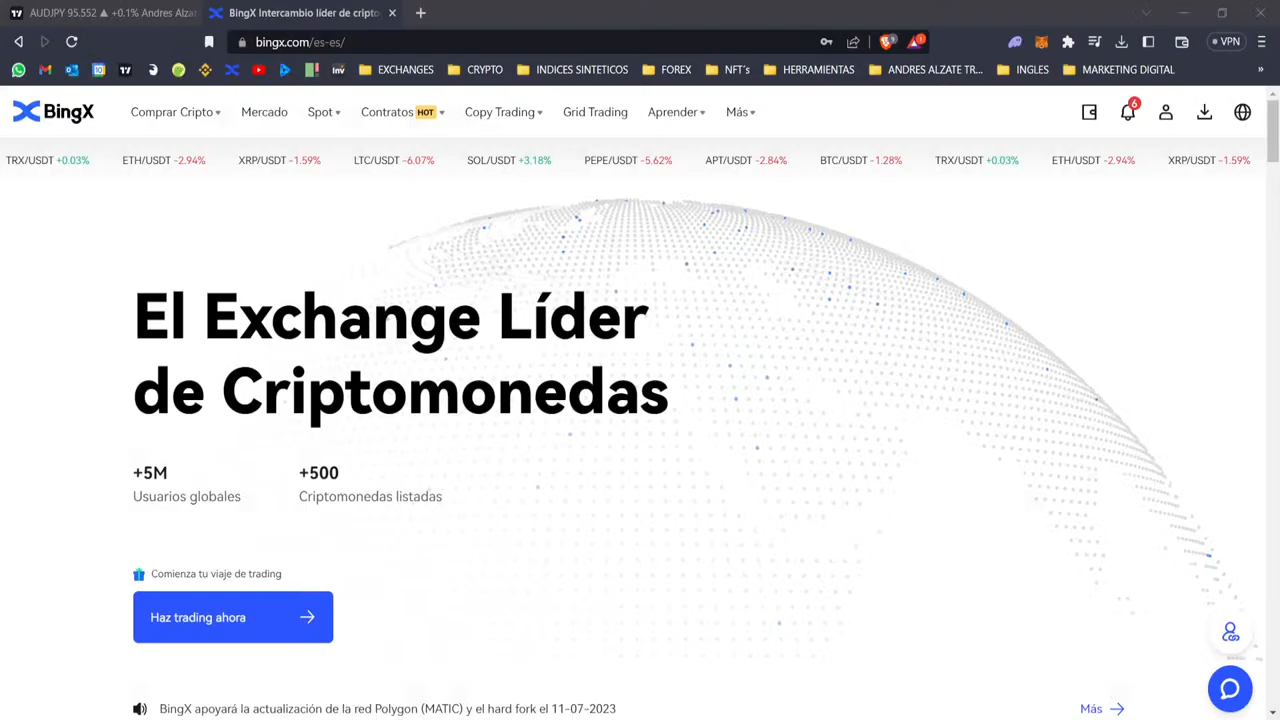 AUDJPY 95.552 ▲ +0.1% Andres Alzat
BingX Intercambio líder de cripto
bingx.com/es-es/
VPN
EXCHANGES
CRYPTO
INDICES SINTETICOS
FOREX
NFT's
HERRAMIENTAS
ANDRES ALZATE TR...
INGLES
MARKETING DIGITAL
»
BingX
Comprar Cripto
Mercado
Spot
Contratos HOT
Copy Trading
Grid Trading
Aprender
Más
6
TRX/USDT +0.03%
ETH/USDT -2.94%
XRP/USDT -1.59%
LTC/USDT -6.07%
SOL/USDT +3.18%
PEPE/USDT -5.62%
APT/USDT -2.84%
BTC/USDT -1.28%
TRX/USDT +0.03%
ETH/USDT -2.94%
XRP/USDT -1.59%
El Exchange Líder
de Criptomonedas
+5M
Usuarios globales
+500
Criptomonedas listadas
Comienza tu viaje de trading
Haz trading ahora
BingX apoyará la actualización de la red Polygon (MATIC) y el hard fork el 11-07-2023
Más